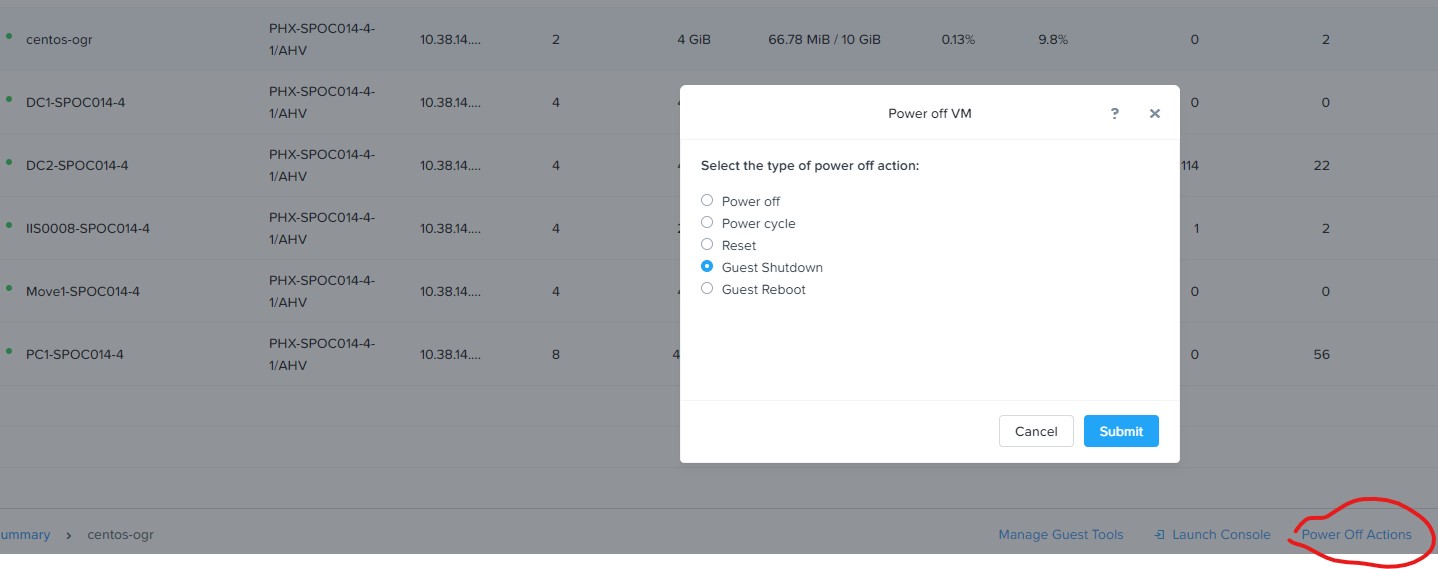 centos-ogr PHX-SPOC014-4-1/AHV 10.38.14.... 2 4 GiB 66.78 MiB / 10 GiB 0.13% 9.8% 0 2
DC1-SPOC014-4 PHX-SPOC014-4-1/AHV 10.38.14.... 4 0 0
DC2-SPOC014-4 PHX-SPOC014-4-1/AHV 10.38.14.... 4 114 22
IIS0008-SPOC014-4 PHX-SPOC014-4-1/AHV 10.38.14.... 4 1 2
Move1-SPOC014-4 PHX-SPOC014-4-1/AHV 10.38.14.... 4 0 0
PC1-SPOC014-4 PHX-SPOC014-4-1/AHV 10.38.14.... 8 4 0 56
Power off VM ? ×
Select the type of power off action:
Power off
Power cycle
Reset
Guest Shutdown
Guest Reboot
Cancel Submit
ummary > centos-ogr Manage Guest Tools Launch Console Power Off Actions